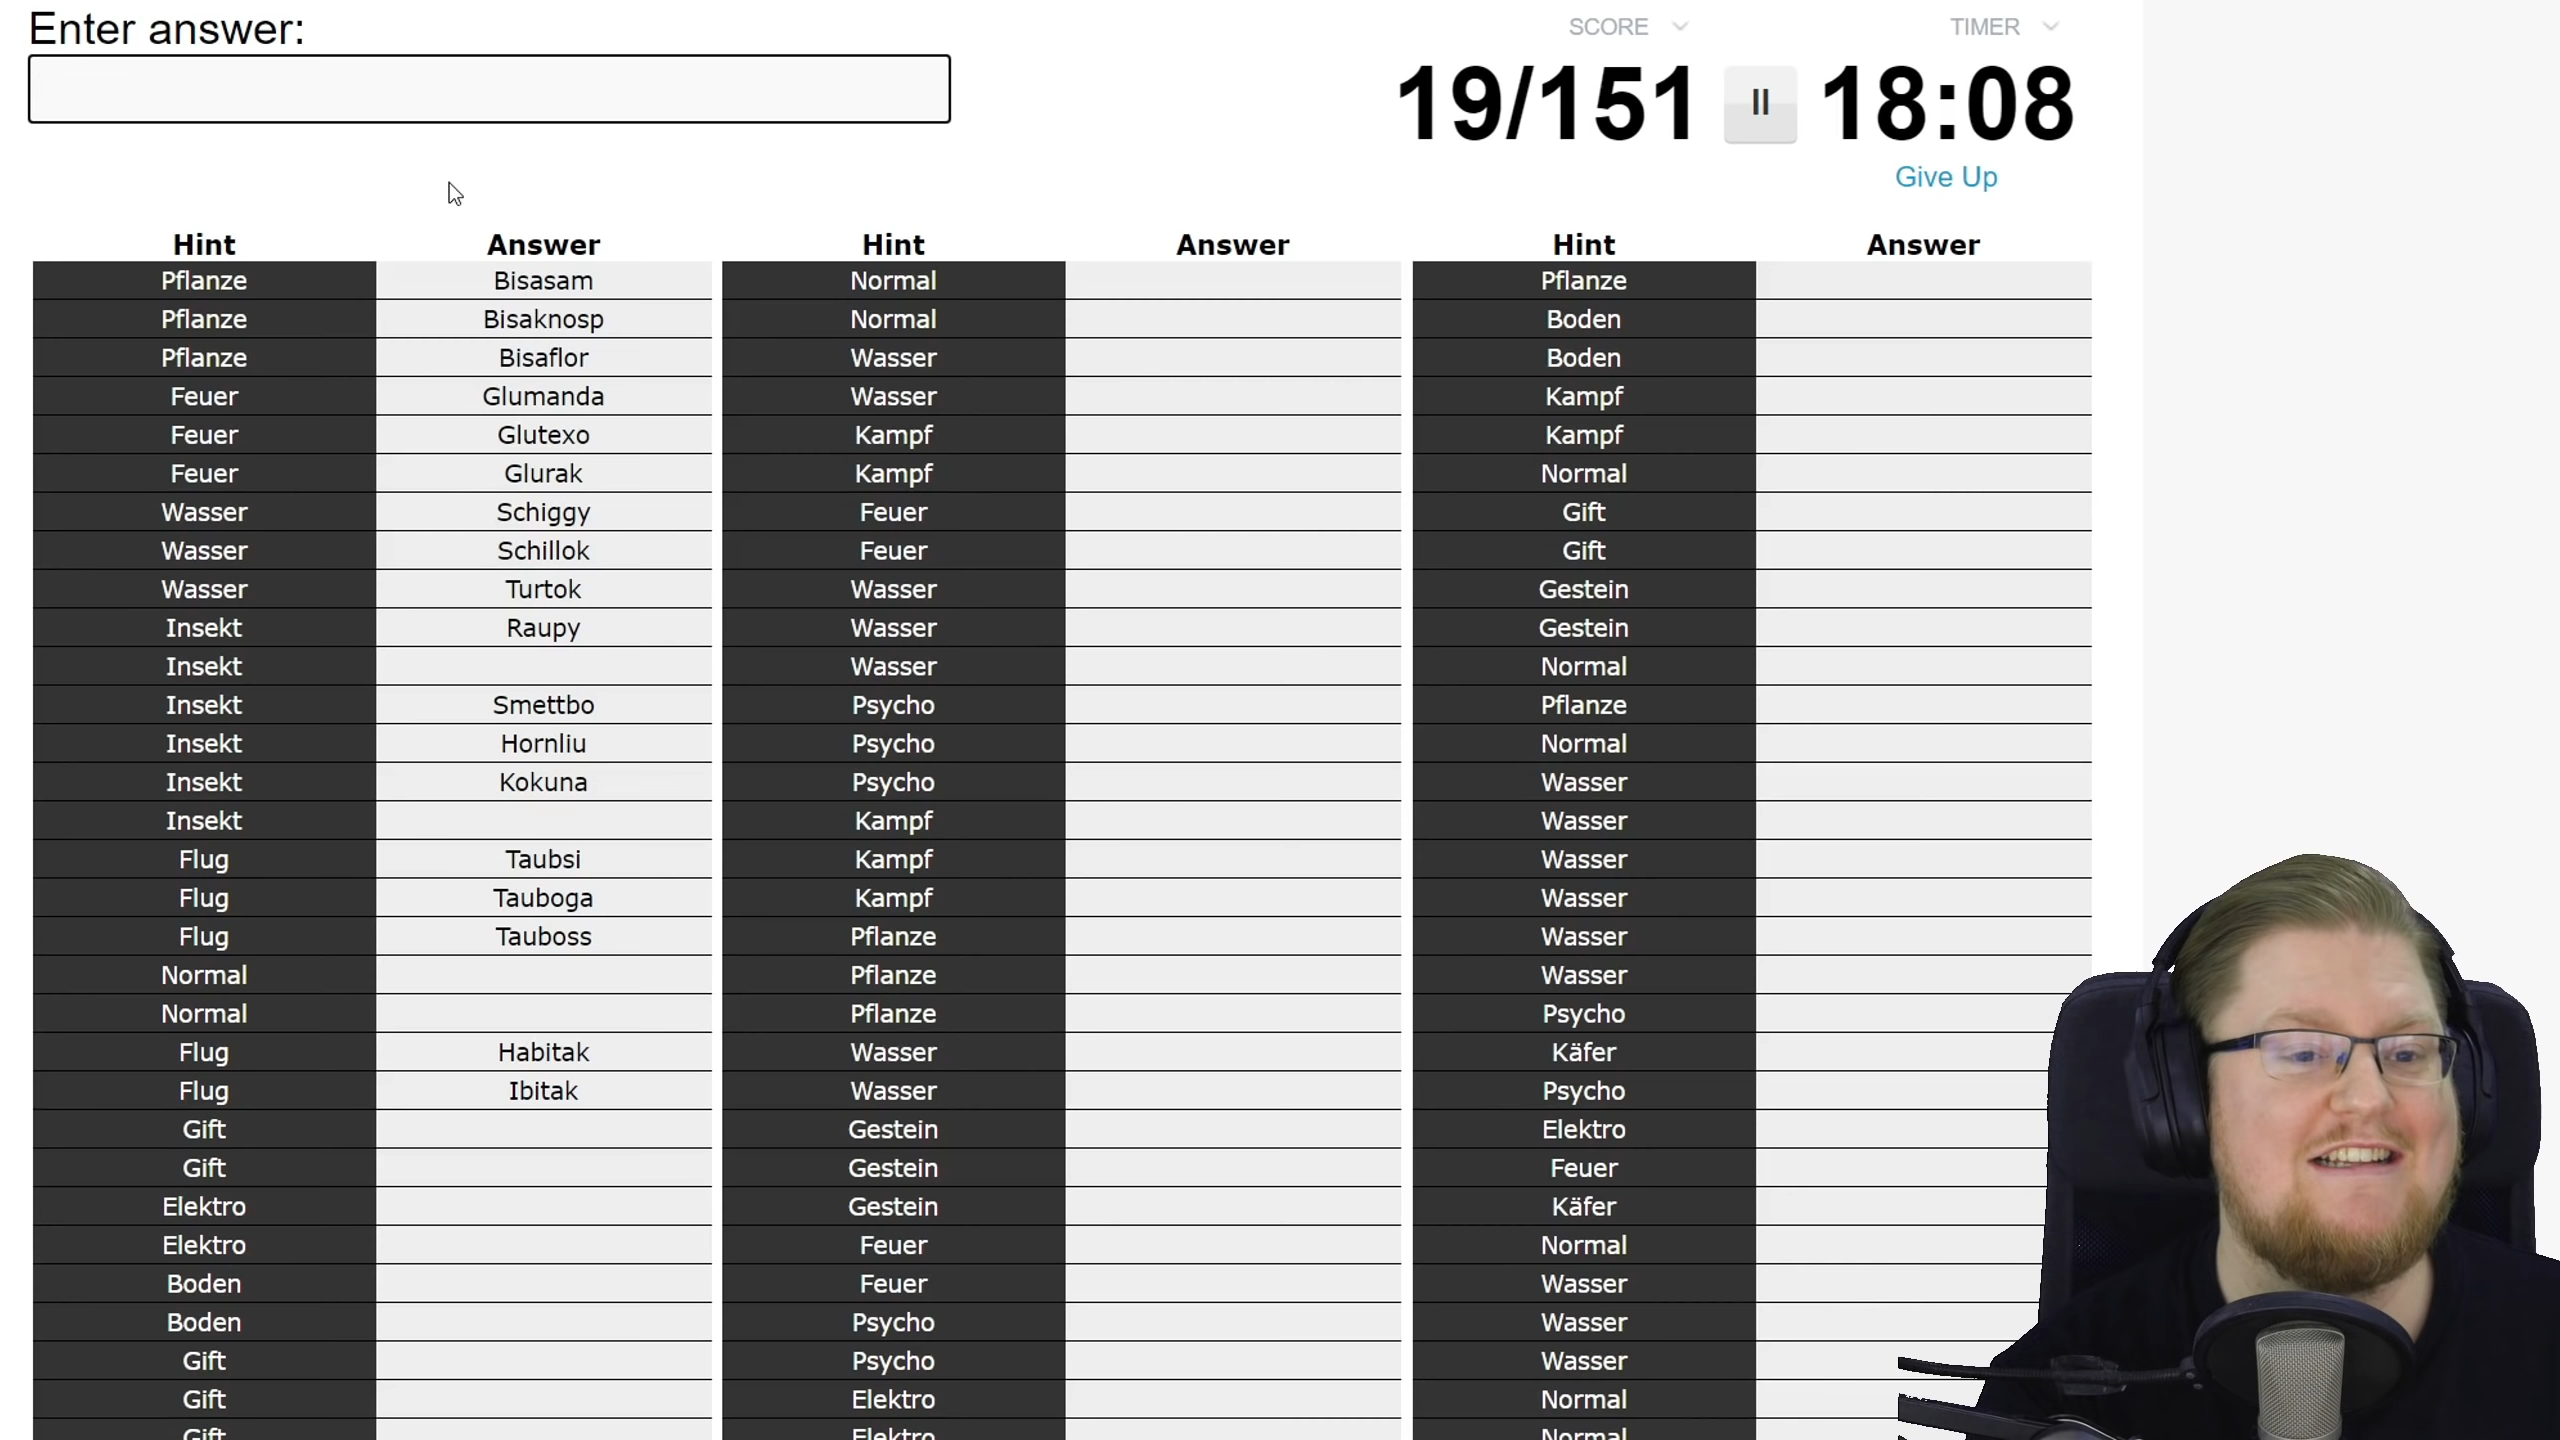 Enter answer:
SCORE
TIMER
19/151
18:08
Give Up
Hint Answer Hint Answer Hint Answer
Pflanze Bisasam Normal Pflanze
Pflanze Bisaknosp Normal Boden
Pflanze Bisaflor Wasser Boden
Feuer Glumanda Wasser Kampf
Feuer Glutexo Kampf Kampf
Feuer Glurak Kampf Normal
Wasser Schiggy Feuer Gift
Wasser Schillok Feuer Gift
Wasser Turtok Wasser Gestein
Insekt Raupy Wasser Gestein
Insekt Wasser Normal
Insekt Smettbo Psycho Pflanze
Insekt Hornliu Psycho Normal
Insekt Kokuna Psycho Wasser
Insekt Kampf Wasser
Flug Taubsi Kampf Wasser
Flug Tauboga Kampf Wasser
Flug Tauboss Pflanze Wasser
Normal Pflanze Wasser
Normal Pflanze Psycho
Flug Habitak Wasser Käfer
Flug Ibitak Wasser Psycho
Gift Gestein Elektro
Gift Gestein Feuer
Elektro Gestein Käfer
Elektro Feuer Normal
Boden Feuer Wasser
Boden Psycho Wasser
Gift Psycho Wasser
Gift Elektro Normal
Gift Elektro Normal